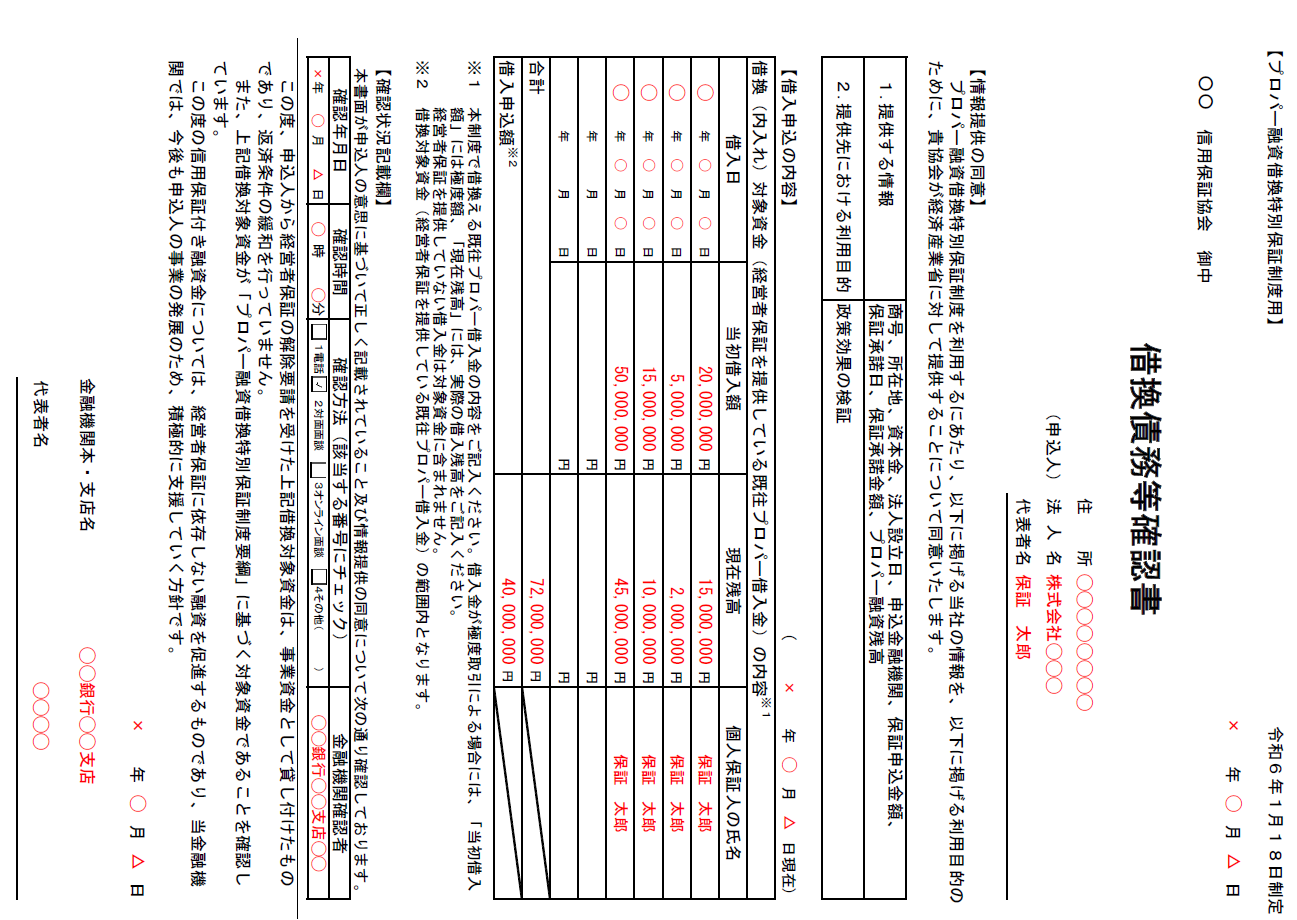 【プロパー融資借換特別保証制度用】
令和６年１月１８日制定
× 年 〇 月 △ 日
〇〇 信用保証協会 御中
借換債務等確認書
住 所 〇〇〇〇〇〇〇〇
（申込人） 法 人 名 株式会社〇〇〇
代表者名 保証 太郎
【情報提供の同意】
プロパー融資借換特別保証制度を利用するにあたり、以下に掲げる当社の情報を、以下に掲げる利用目的の
ために、貴協会が経済産業省に対して提供することについて同意いたします。
１．提供する情報 商号、所在地、資本金、法人設立日、申込金融機関、保証申込金額、
保証承諾日、保証承諾金額、プロパー融資残高
２．提供先における利用目的 政策効果の検証
【借入申込の内容】 （ × 年 〇 月 △ 日現在）
借換（内入れ）対象資金（経営者保証を提供している既往プロパー借入金）の内容※１
借入日 当初借入額 現在残高 個人保証人の氏名
〇 年 〇 月 〇 日 20,000,000 円 15,000,000 円 保証 太郎
〇 年 〇 月 〇 日 5,000,000 円 2,000,000 円 保証 太郎
〇 年 〇 月 〇 日 15,000,000 円 10,000,000 円 保証 太郎
〇 年 〇 月 〇 日 50,000,000 円 45,000,000 円 保証 太郎
年 月 日 円 円
年 月 日 円 円
合計 72,000,000 円
借入申込額※２ 40,000,000 円
※１ 本制度で借換える既往プロパー借入金の内容をご記入ください。借入金が極度取引による場合には、「当初借入
額」には極度額、「現在残高」には、実際の借入残高をご記入ください。
経営者保証を提供していない借入金は対象資金に含まれません。
※２ 借換対象資金（経営者保証を提供している既往プロパー借入金）の範囲内となります。
【確認状況記載欄】
本書面が申込人の意思に基づいて正しく記載されていること及び情報提供の同意について次の通り確認しております。
確認年月日 確認時間 確認方法（該当する番号にチェック） 金融機関確認者
×年 〇月 △日 〇時 〇分 □１電話 ☑２対面面談 □３オンライン面談 □４その他（ ） 〇〇銀行〇〇支店〇〇
この度、申込人から経営者保証の解除要請を受けた上記借換対象資金は、事業資金として貸し付けたもの
であり、返済条件の緩和を行っていません。
また、上記借換対象資金が「プロパー融資借換特別保証制度要綱」に基づく対象資金であることを確認し
ています。
この度の信用保証付き融資金については、経営者保証に依存しない融資を促進するものであり、当金融機
関では、今後も申込人の事業の発展のため、積極的に支援していく方針です。
× 年 〇 月 △ 日
金融機関本・支店名 〇〇銀行〇〇支店
代表者名 〇〇〇〇